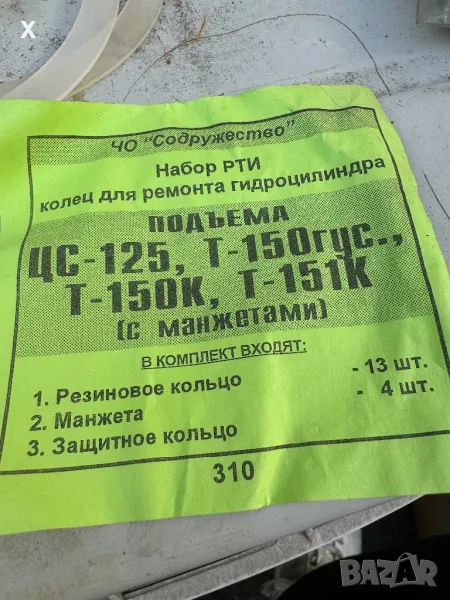 X
ЧО "Содружество"
Набор РТИ
колец для ремонта гидроцилиндра
ПОДЪЕМА
ЦС-125, Т-150гус.,
Т-150К, Т-151К
(с манжетами)
В КОМПЛЕКТ ВХОДЯТ:
1. Резиновое кольцо - 13 шт.
2. Манжета - 4 шт.
3. Защитное кольцо
310
BAZAR